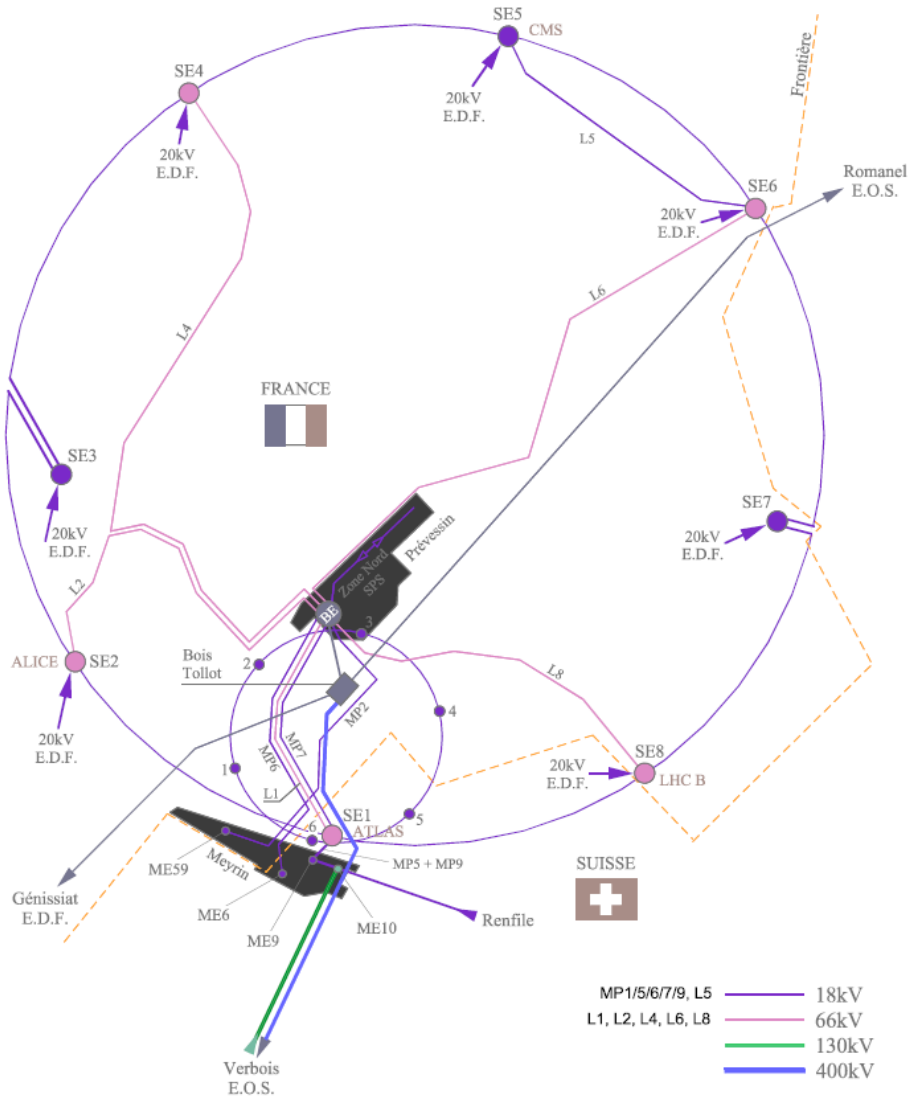 SE5
CMS
SE4
20kV
E.D.F.
Frontière
20kV
E.D.F.
L5
Romanel
E.O.S.
SE6
20kV
E.D.F.
L6
L4
FRANCE
SE3
20kV
E.D.F.
SE7
20kV
E.D.F.
Prévessin
Zone Nord
SPS
L2
BE
3
ALICE
SE2
Bois
Tollot
2
L8
MP2
4
20kV
E.D.F.
MP7
MP6
1
SE8
20kV
E.D.F.
LHC B
L1
SE1
ATLAS
5
6
MP5 + MP9
Meyrin
ME59
SUISSE
Génissiat
E.D.F.
ME6
ME9
ME10
Renfile
MP1/5/6/7/9, L5
18kV
L1, L2, L4, L6, L8
66kV
130kV
400kV
Verbois
E.O.S.